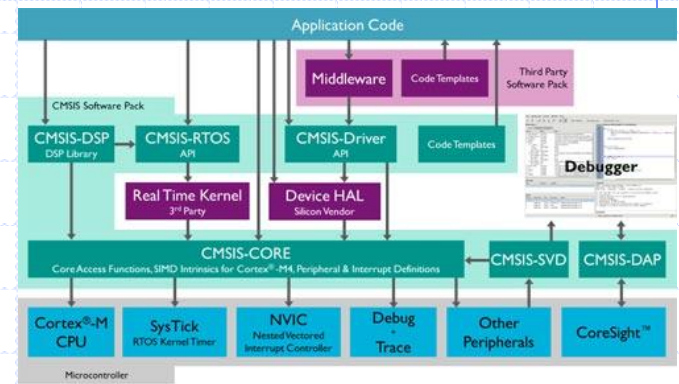 Application Code
Middleware
Code Templates
Third Party
Software Pack
CMSIS Software Pack
CMSIS-DSP
DSP Library
CMSIS-RTOS
API
CMSIS-Driver
API
Code Templates
Debugger
Real Time Kernel
3rd Party
Device HAL
Silicon Vendor
CMSIS-CORE
Core Access Functions, SIMD Intrinsics for Cortex®-M4, Peripheral & Interrupt Definitions
CMSIS-SVD
CMSIS-DAP
Cortex®-M
CPU
SysTick
RTOS Kernel Timer
NVIC
Nested Vectored
Interrupt Controller
Debug
-
Trace
Other
Peripherals
CoreSight™
Microcontroller